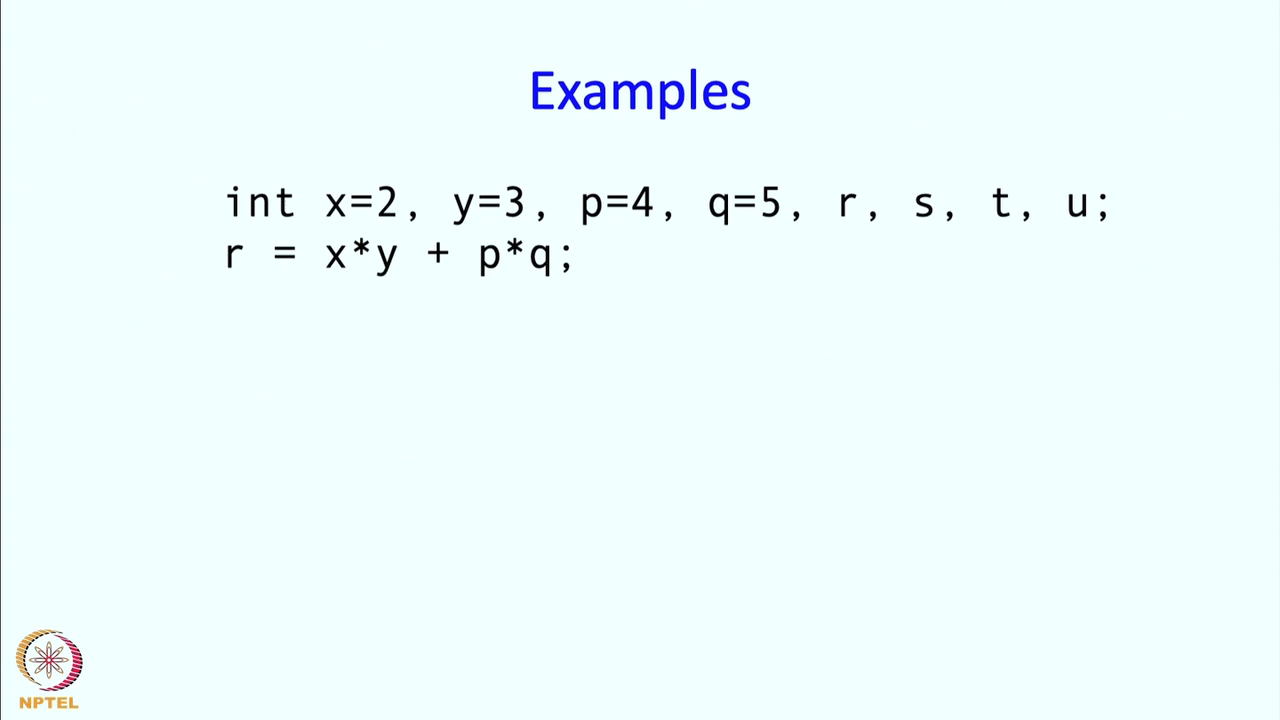 Examples
int x=2, y=3, p=4, q=5, r, s, t, u;
r = x*y + p*q;
NPTEL